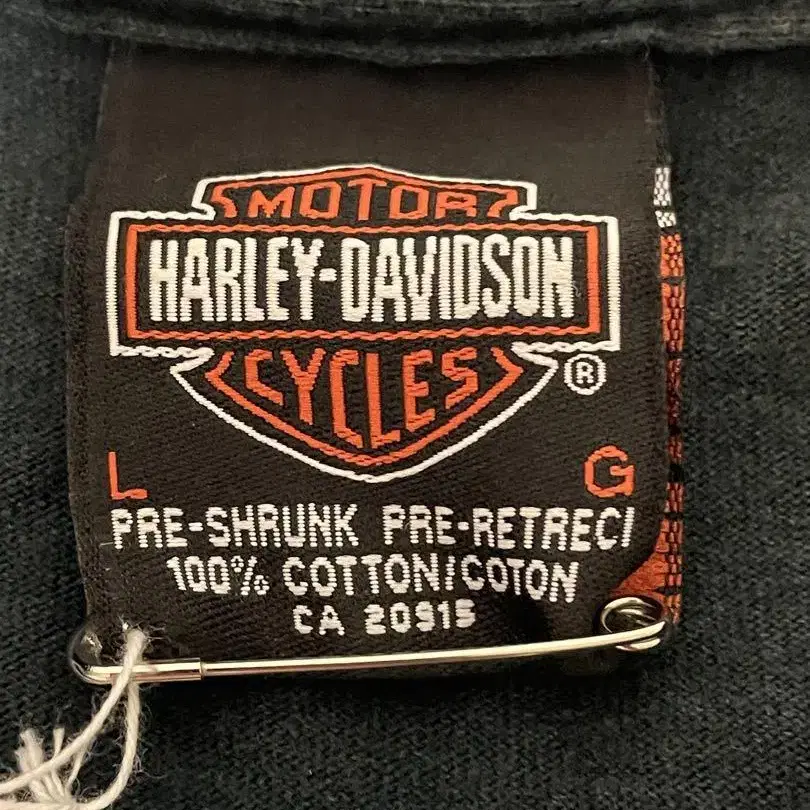 MOTOR
HARLEY-DAVIDSON
CYCLES
®
L G
PRE-SHRUNK PRE-RETRECI
100% COTTON/COTON
CA 20915